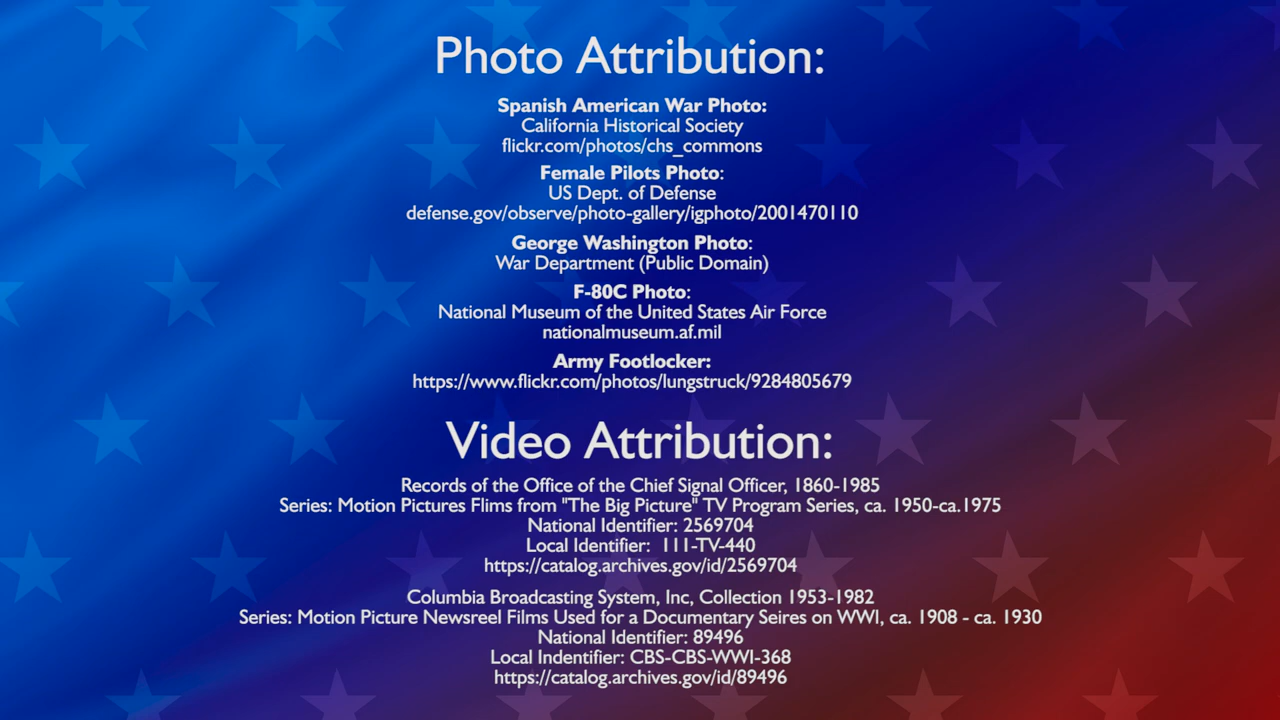 Photo Attribution:
Spanish American War Photo:
California Historical Society
flickr.com/photos/chs_commons
Female Pilots Photo:
US Dept. of Defense
defense.gov/observe/photo-gallery/igphoto/2001470110
George Washington Photo:
War Department (Public Domain)
F-80C Photo:
National Museum of the United States Air Force
nationalmuseum.af.mil
Army Footlocker:
https://www.flickr.com/photos/lungstruck/9284805679
Video Attribution:
Records of the Office of the Chief Signal Officer, 1860-1985
Series: Motion Pictures Flims from "The Big Picture" TV Program Series, ca. 1950-ca.1975
National Identifier: 2569704
Local Identifier:  111-TV-440
https://catalog.archives.gov/id/2569704
Columbia Broadcasting System, Inc, Collection 1953-1982
Series: Motion Picture Newsreel Films Used for a Documentary Seires on WWI, ca. 1908 - ca. 1930
National Identifier: 89496
Local Indentifier: CBS-CBS-WWI-368
https://catalog.archives.gov/id/89496